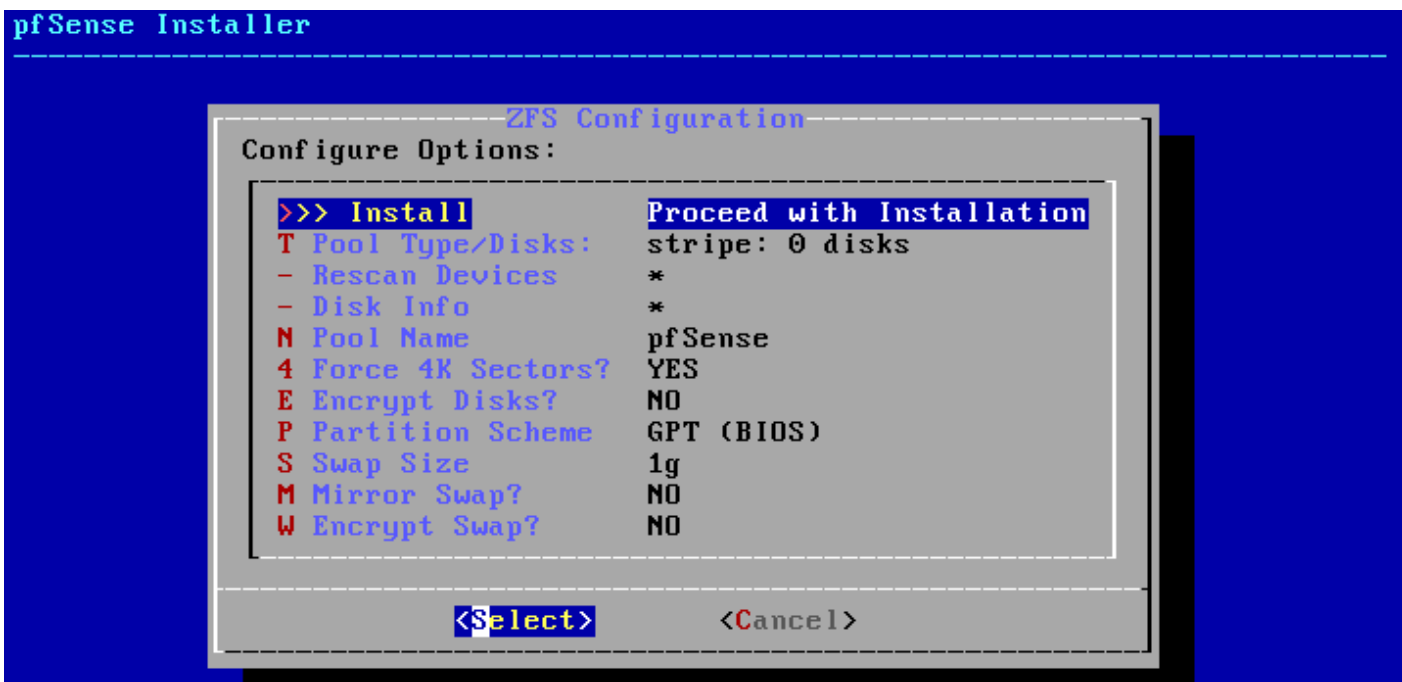 pfSense Installer
ZFS Configuration
Configure Options:
>>> Install Proceed with Installation
T Pool Type/Disks: stripe: 0 disks
- Rescan Devices *
- Disk Info *
N Pool Name pfSense
4 Force 4K Sectors? YES
E Encrypt Disks? NO
P Partition Scheme GPT (BIOS)
S Swap Size 1g
M Mirror Swap? NO
W Encrypt Swap? NO
<Select> <Cancel>